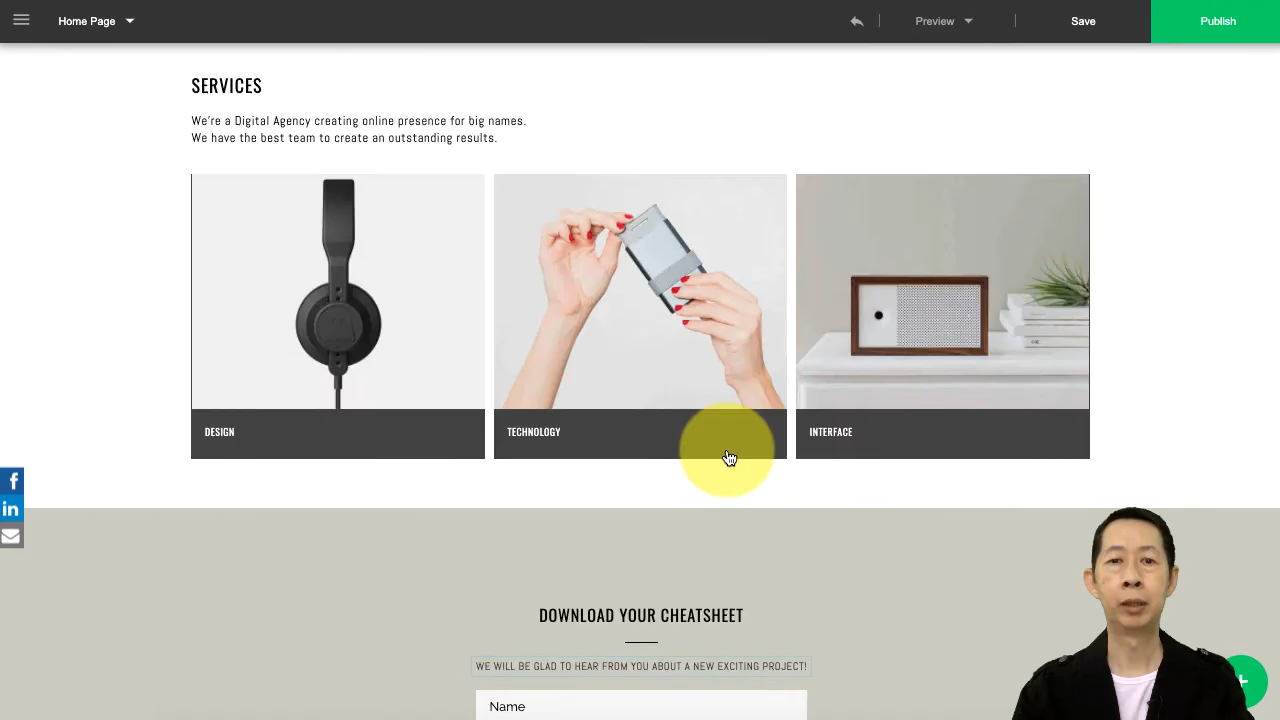 Home Page
Preview
Save
Publish
SERVICES
We're a Digital Agency creating online presence for big names.
We have the best team to create an outstanding results.
DESIGN
TECHNOLOGY
INTERFACE
f
in
DOWNLOAD YOUR CHEATSHEET
WE WILL BE GLAD TO HEAR FROM YOU ABOUT A NEW EXCITING PROJECT!
Name